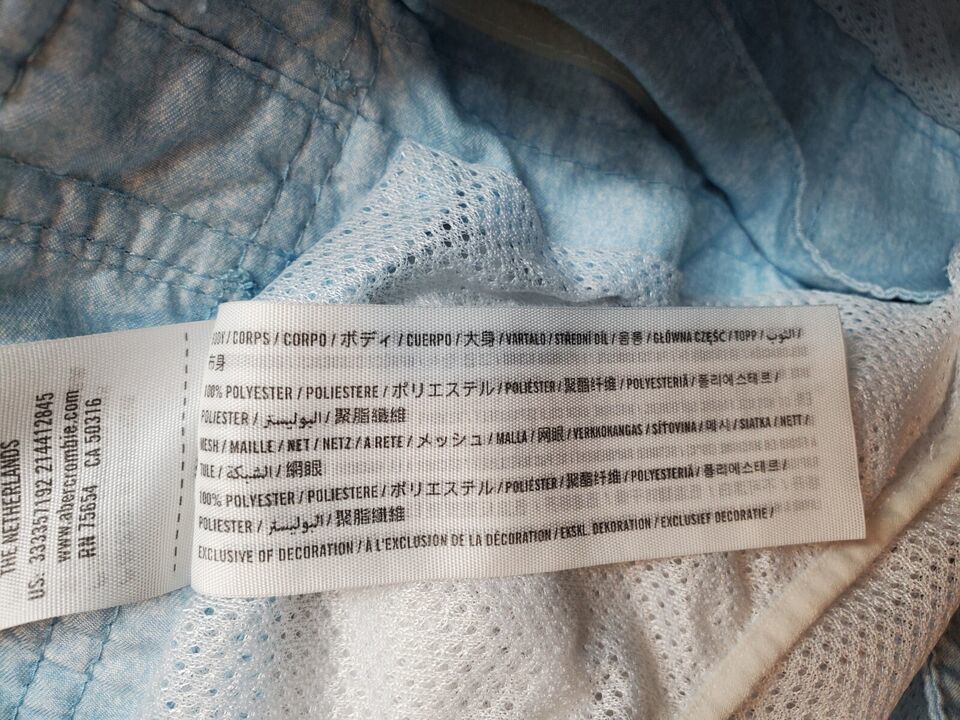 THE NETHERLANDS
US. 333357192 214412845
www.abercrombie.com
RN 75654 CA 50316
BODY / CORPS / CORPO / ボディ / CUERPO / 大身 / VARTALO / STŘEDNÍ DÍL / 몸통 / GŁÓWNA CZĘŚĆ / TOPP / الثوب /
布身
100% POLYESTER / POLIESTERE / ポリエステル / POLIÉSTER / 聚酯纤维 / POLYESTERIÄ / 폴리에스테르 /
POLIESTER / البوليستر / 聚脂纖維
MESH / MAILLE / NET / NETZ / A RETE / メッシュ / MALLA / 网眼 / VERKKOKANGAS / SÍŤOVINA / 메시 / SIATKA / NETT /
TULE / الشبكة / 網眼
100% POLYESTER / POLIESTERE / ポリエステル / POLIÉSTER / 聚酯纤维 / POLYESTERIÄ / 폴리에스테르 /
POLIESTER / البوليستر / 聚脂纖維
EXCLUSIVE OF DECORATION / À L'EXCLUSION DE LA DÉCORATION / EKSKL. DEKORATION / EXCLUSIEF DECORATIE /